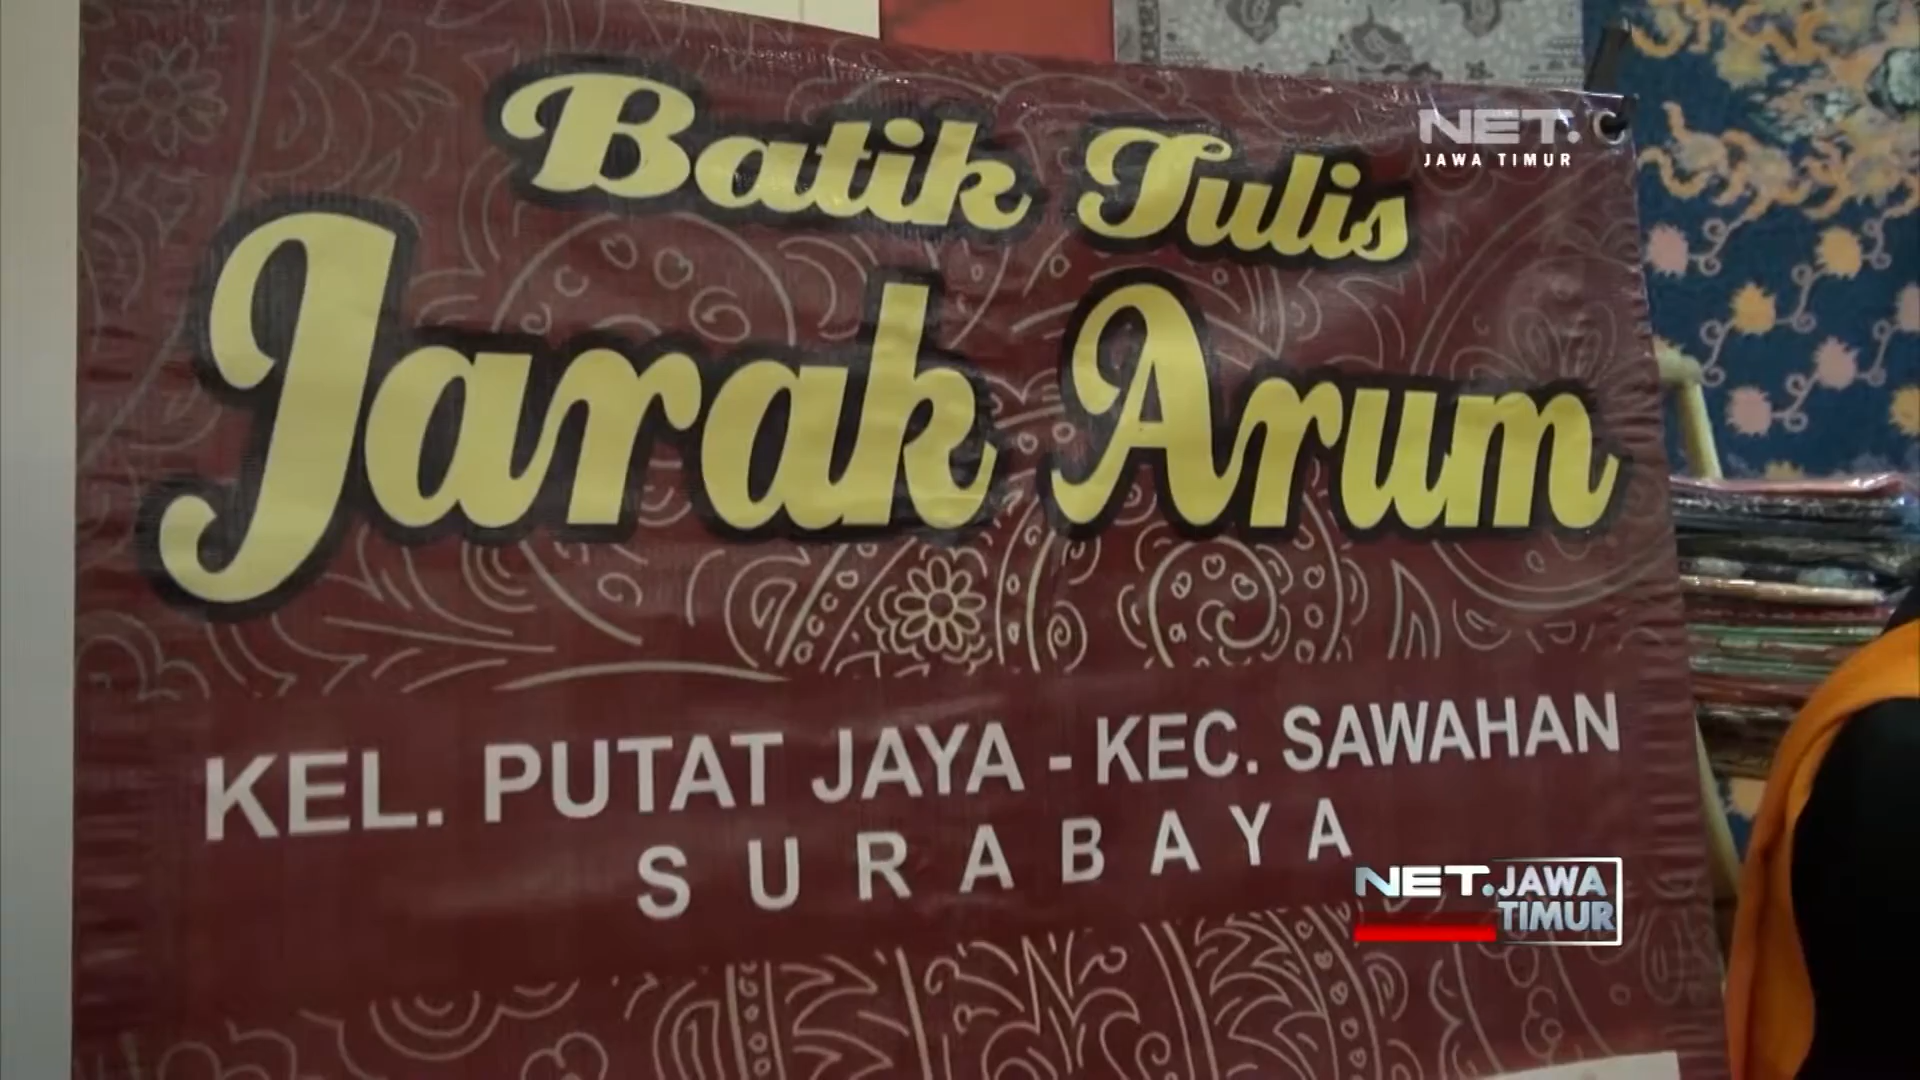 Batik Tulis
NET.
JAWA TIMUR
Jarak Arum
KEL. PUTAT JAYA - KEC. SAWAHAN
SURABAYA
NET. JAWA
TIMUR